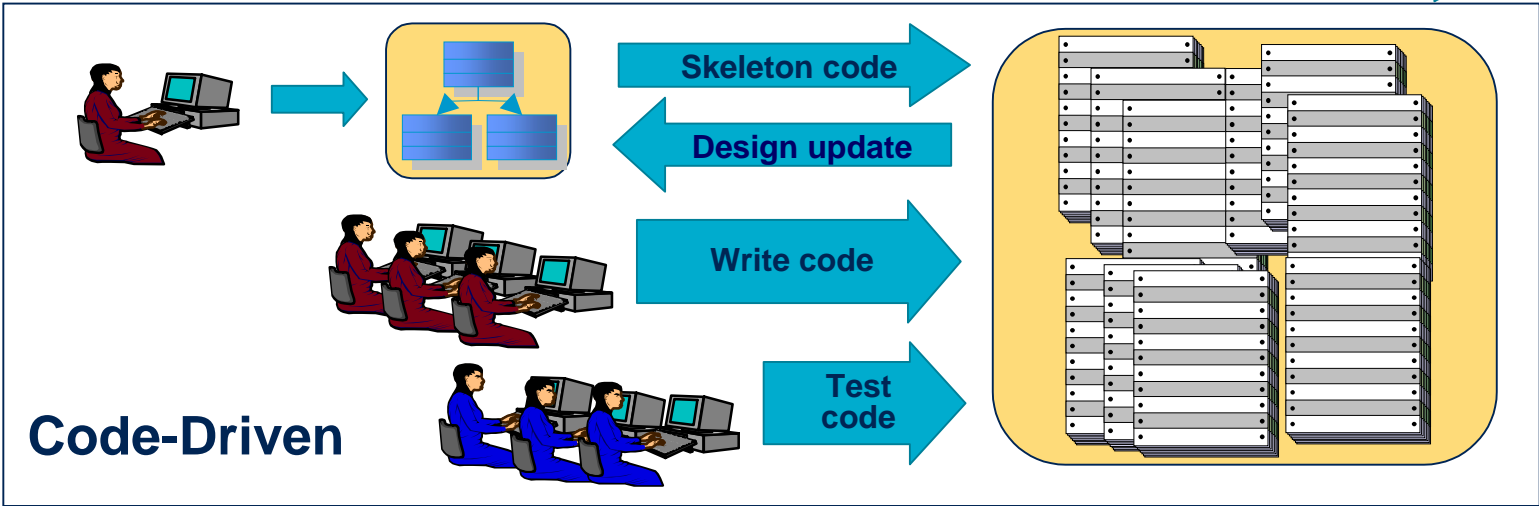 Skeleton code
Design update
Write code
Test
code
Code-Driven